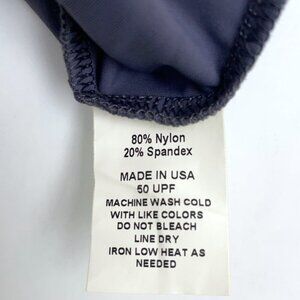 80% Nylon
20% Spandex
MADE IN USA
50 UPF
MACHINE WASH COLD
WITH LIKE COLORS
DO NOT BLEACH
LINE DRY
IRON LOW HEAT AS
NEEDED